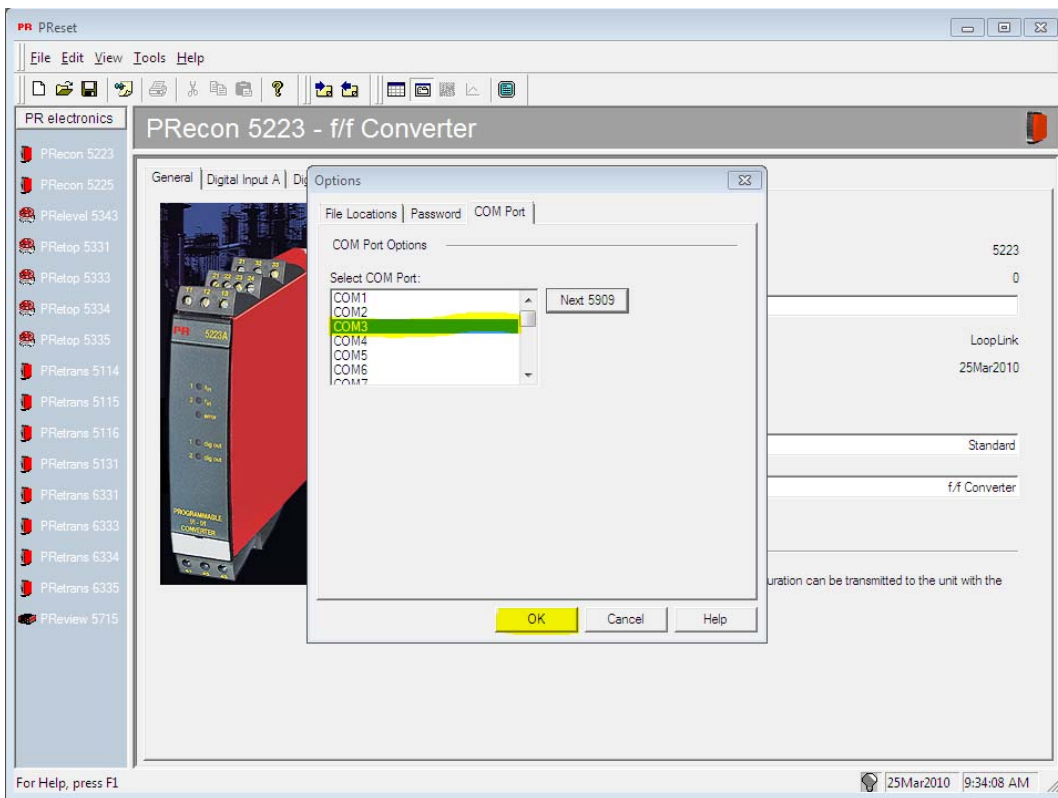 PR PReset
File Edit View Tools Help
PR electronics
PRecon 5223 - f/f Converter
PRecon 5223
PRecon 5225
PRelevel 5343
PRetop 5331
PRetop 5333
PRetop 5334
PRetop 5335
PRetrans 5114
PRetrans 5115
PRetrans 5116
PRetrans 5131
PRetrans 6331
PRetrans 6333
PRetrans 6334
PRetrans 6335
PReview 5715
General Digital Input A Dig
PR 5223A
PROGRAMMABLE
CONVERTER
Options
File Locations Password COM Port
COM Port Options
Select COM Port:
COM1
COM2
COM3
COM4
COM5
COM6
COM7
Next 5909
OK Cancel Help
5223
0
LoopLink
25Mar2010
Standard
f/f Converter
uration can be transmitted to the unit with the
For Help, press F1
25Mar2010 9:34:08 AM